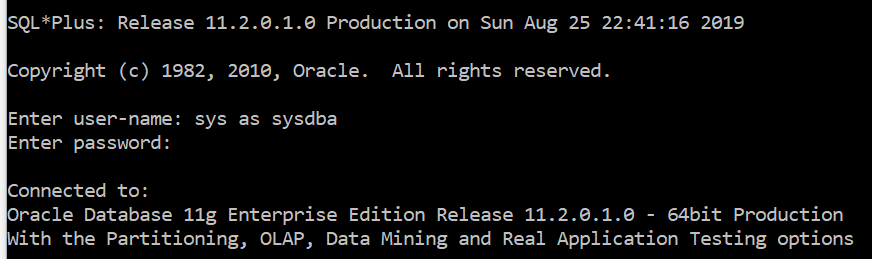 SQL*Plus: Release 11.2.0.1.0 Production on Sun Aug 25 22:41:16 2019
Copyright (c) 1982, 2010, Oracle.  All rights reserved.
Enter user-name: sys as sysdba
Enter password:
Connected to:
Oracle Database 11g Enterprise Edition Release 11.2.0.1.0 - 64bit Production
With the Partitioning, OLAP, Data Mining and Real Application Testing options